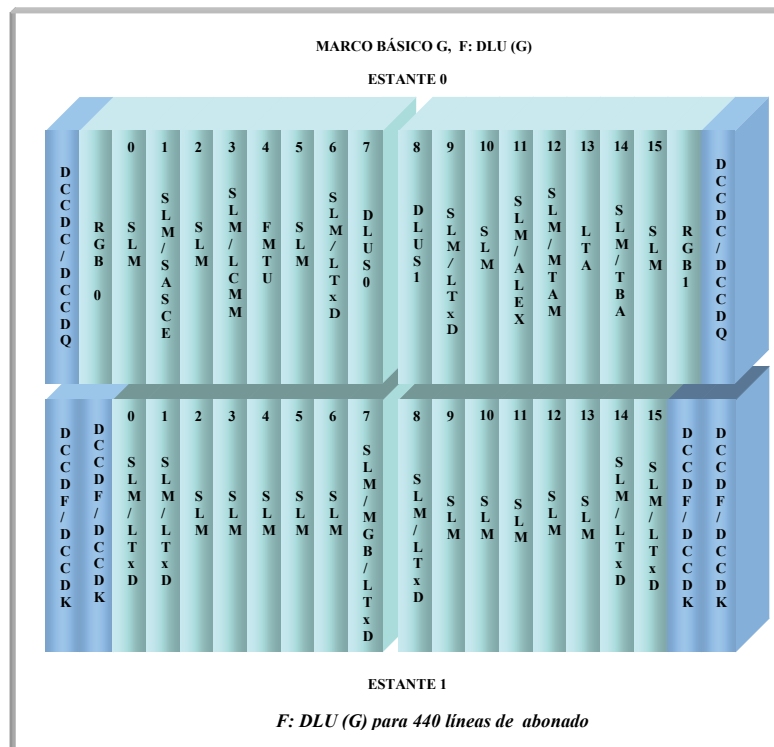 MARCO BÁSICO G, F: DLU (G)
ESTANTE 0
DCCDC/DCCDQ
RGB 0
0 SLM
1 SLM/SASCE
2 SLM
3 SLM/LCMM
4 FMTU
5 SLM
6 SLM/LTxD
7 DLUS0
8 DLUS1
9 SLM/LTxD
10 SLM
11 SLM/ALEX
12 SLM/MTAM
13 LTA
14 SLM/TBA
15 SLM
RGB1
DCCDC/DCCDQ
DCCDF/DCCDK
DCCDF/DCCDK
0 SLM/LTxD
1 SLM/LTxD
2 SLM
3 SLM
4 SLM
5 SLM
6 SLM
7 SLM/MGB/LTxD
8 SLM/LTxD
9 SLM
10 SLM
11 SLM
12 SLM
13 SLM
14 SLM/LTxD
15 SLM/LTxD
DCCDF/DCCDK
DCCDF/DCCDK
ESTANTE 1
F: DLU (G) para 440 líneas de abonado